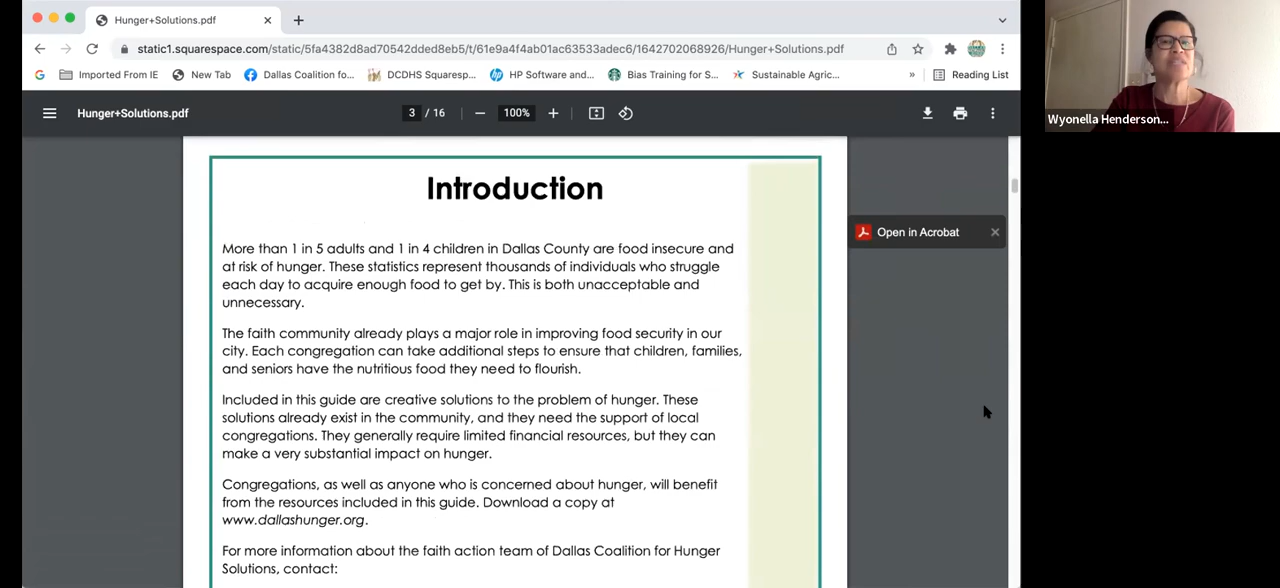 Hunger+Solutions.pdf
static1.squarespace.com/static/5fa4382d8ad70542dded8eb5/t/61e9a4f4ab01ac63533adec6/1642702068926/Hunger+Solutions.pdf
Imported From IE
New Tab
Dallas Coalition fo...
DCDHS Squaresp...
HP Software and...
Bias Training for S...
Sustainable Agric...
»
Reading List
Hunger+Solutions.pdf
3 / 16
100%
Wyonella Henderson...
Introduction
Open in Acrobat
More than 1 in 5 adults and 1 in 4 children in Dallas County are food insecure and
at risk of hunger. These statistics represent thousands of individuals who struggle
each day to acquire enough food to get by. This is both unacceptable and
unnecessary.
The faith community already plays a major role in improving food security in our
city. Each congregation can take additional steps to ensure that children, families,
and seniors have the nutritious food they need to flourish.
Included in this guide are creative solutions to the problem of hunger. These
solutions already exist in the community, and they need the support of local
congregations. They generally require limited financial resources, but they can
make a very substantial impact on hunger.
Congregations, as well as anyone who is concerned about hunger, will benefit
from the resources included in this guide. Download a copy at
www.dallashunger.org.
For more information about the faith action team of Dallas Coalition for Hunger
Solutions, contact: